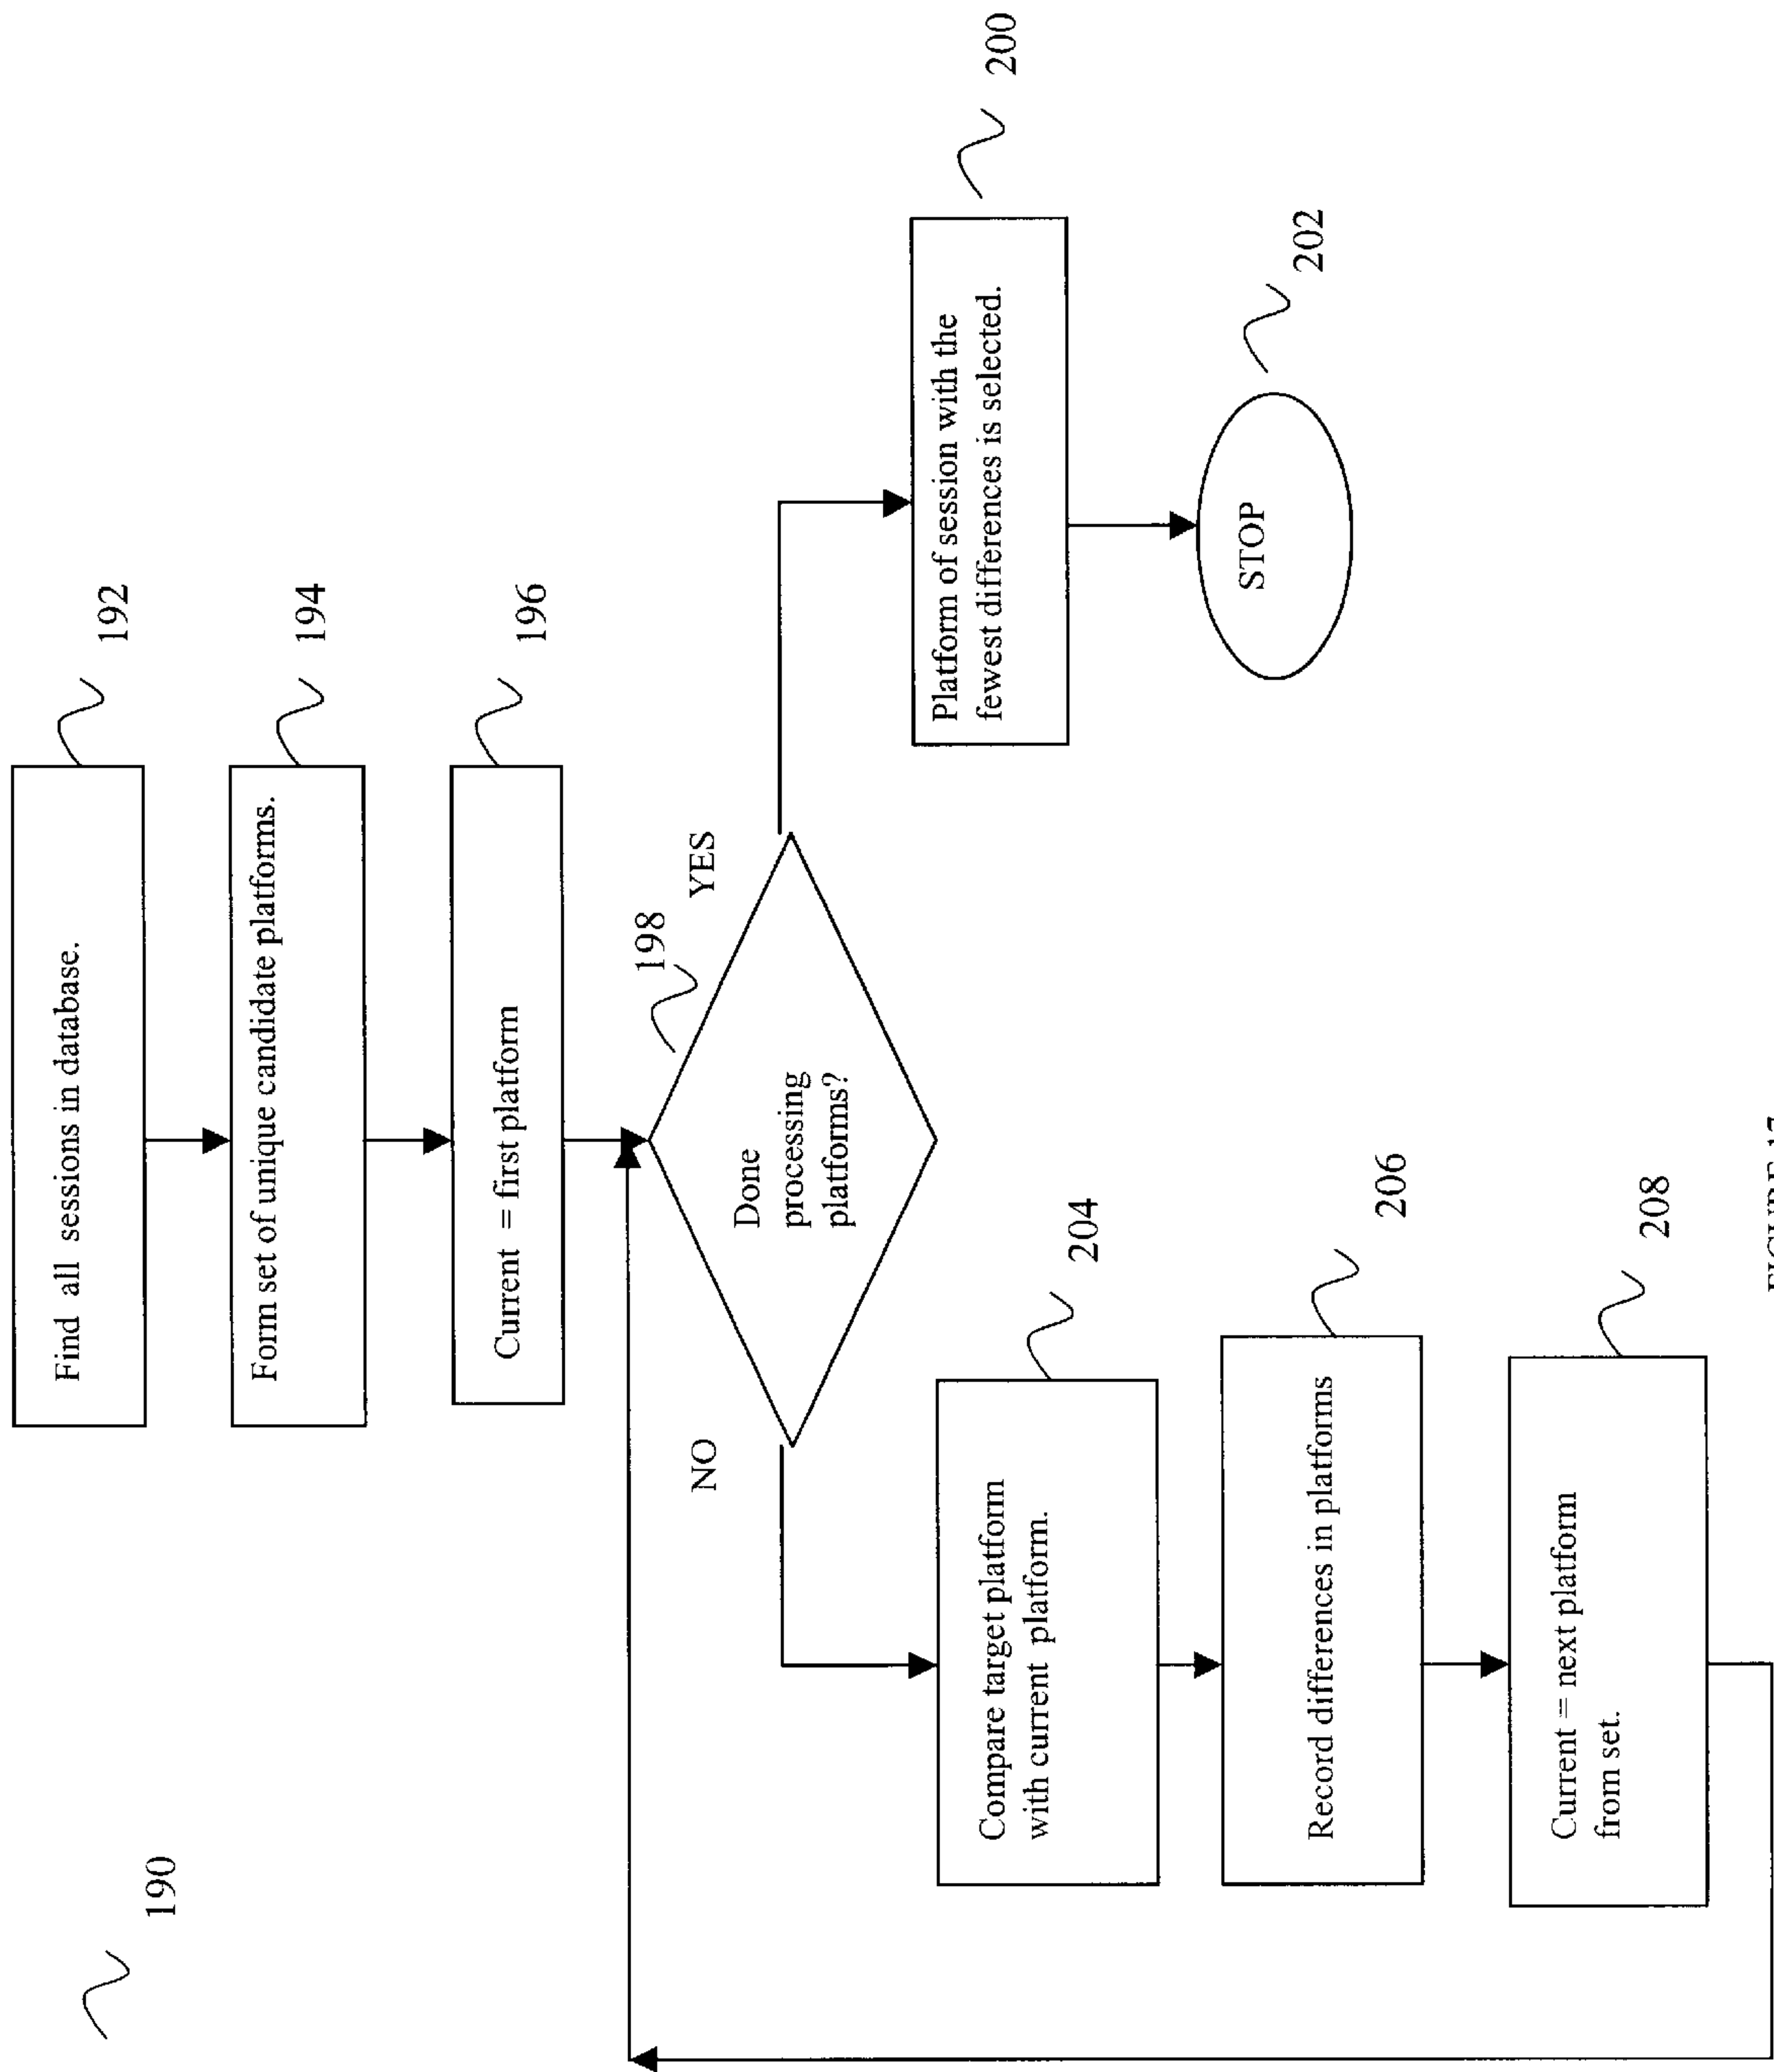 190
Find all sessions in database.
192
Form set of unique candidate platforms.
194
Current = first platform
196
198
NO
YES
Done
processing
platforms?
Platform of session with the
fewest differences is selected.
200
STOP
202
Compare target platform
with current platform.
204
Record differences in platforms
206
Current = next platform
from set.
208